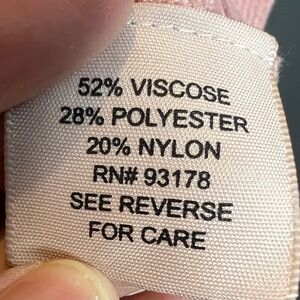 52% VISCOSE
28% POLYESTER
20% NYLON
RN# 93178
SEE REVERSE
FOR CARE